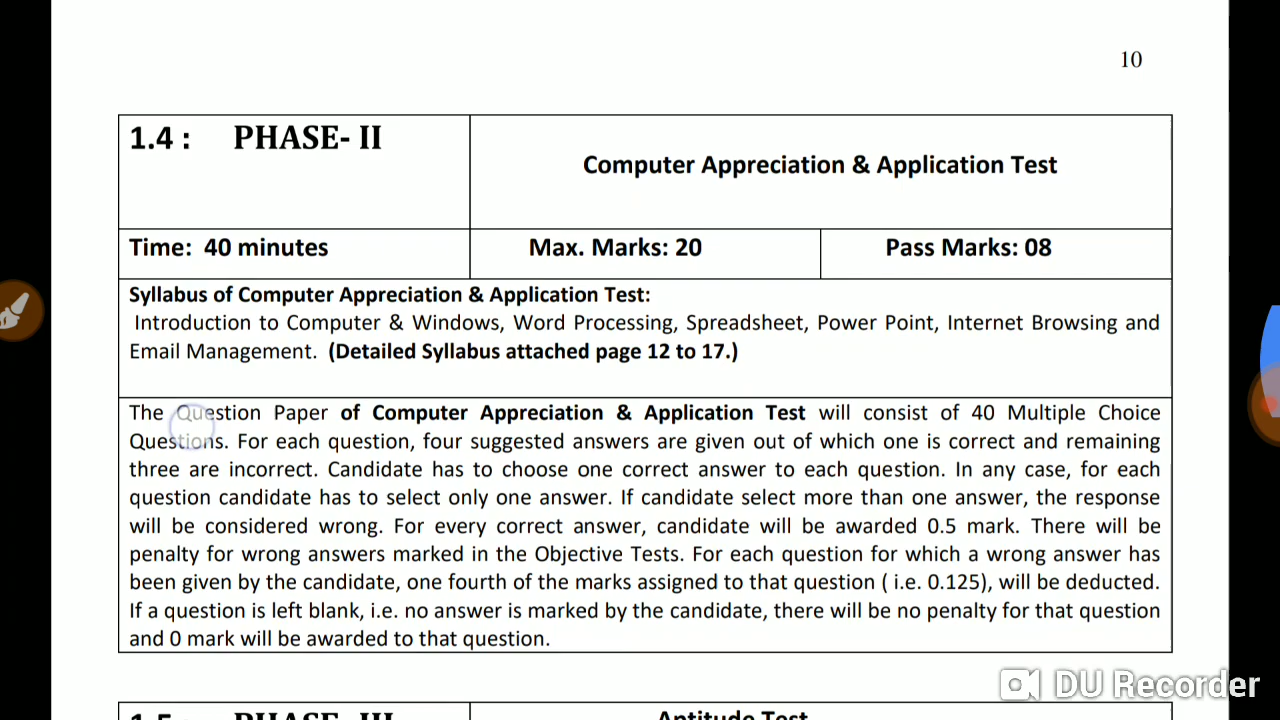 10
1.4 : PHASE- II
Computer Appreciation & Application Test
Time: 40 minutes
Max. Marks: 20
Pass Marks: 08
Syllabus of Computer Appreciation & Application Test:
Introduction to Computer & Windows, Word Processing, Spreadsheet, Power Point, Internet Browsing and
Email Management. (Detailed Syllabus attached page 12 to 17.)
The Question Paper of Computer Appreciation & Application Test will consist of 40 Multiple Choice
Questions. For each question, four suggested answers are given out of which one is correct and remaining
three are incorrect. Candidate has to choose one correct answer to each question. In any case, for each
question candidate has to select only one answer. If candidate select more than one answer, the response
will be considered wrong. For every correct answer, candidate will be awarded 0.5 mark. There will be
penalty for wrong answers marked in the Objective Tests. For each question for which a wrong answer has
been given by the candidate, one fourth of the marks assigned to that question ( i.e. 0.125), will be deducted.
If a question is left blank, i.e. no answer is marked by the candidate, there will be no penalty for that question
and 0 mark will be awarded to that question.
DU Recorder
1.5 : PHASE- III
Aptitude Test